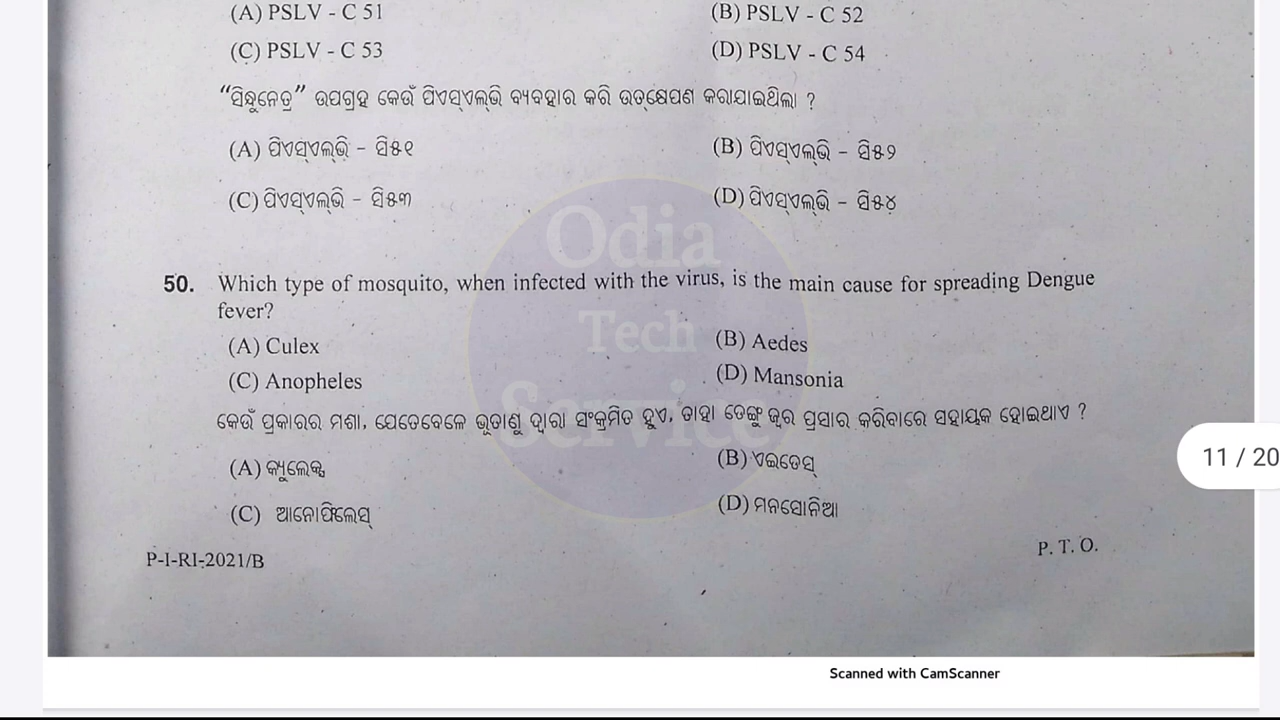 (A) PSLV - C 51 (B) PSLV - C 52
(C) PSLV - C 53 (D) PSLV - C 54
“ସିନ୍ଧୁନେତ୍ର” ଉପଗ୍ରହ କେଉଁ ପିଏସ୍ଏଲ୍‌ଭି ବ୍ୟବହାର କରି ଉତ୍‌କ୍ଷେପଣ କରାଯାଇଥିଲା ?
(A) ପିଏସ୍ଏଲ୍‌ଭି – ସି୫୧ (B) ପିଏସ୍ଏଲ୍‌ଭି – ସି୫୨
(C) ପିଏସ୍ଏଲ୍‌ଭି – ସି୫୩ (D) ପିଏସ୍ଏଲ୍‌ଭି – ସି୫୪
50. Which type of mosquito, when infected with the virus, is the main cause for spreading Dengue
fever?
(A) Culex (B) Aedes
(C) Anopheles (D) Mansonia
କେଉଁ ପ୍ରକାରର ମଶା, ଯେତେବେଳେ ଭୂତାଣୁ ଦ୍ୱାରା ସଂକ୍ରମିତ ହୁଏ, ତାହା ଡେଙ୍ଗୁ ଜ୍ୱର ପ୍ରସାର କରିବାରେ ସହାୟକ ହୋଇଥାଏ ?
(A) କ୍ୟୁଲେକ୍ସ (B) ଏଇଡେସ୍
(C) ଆନୋଫିଲେସ୍ (D) ମନସୋନିଆ
P-I-RI-2021/B P. T. O.
Odia
Tech
Service
11 / 20
Scanned with CamScanner